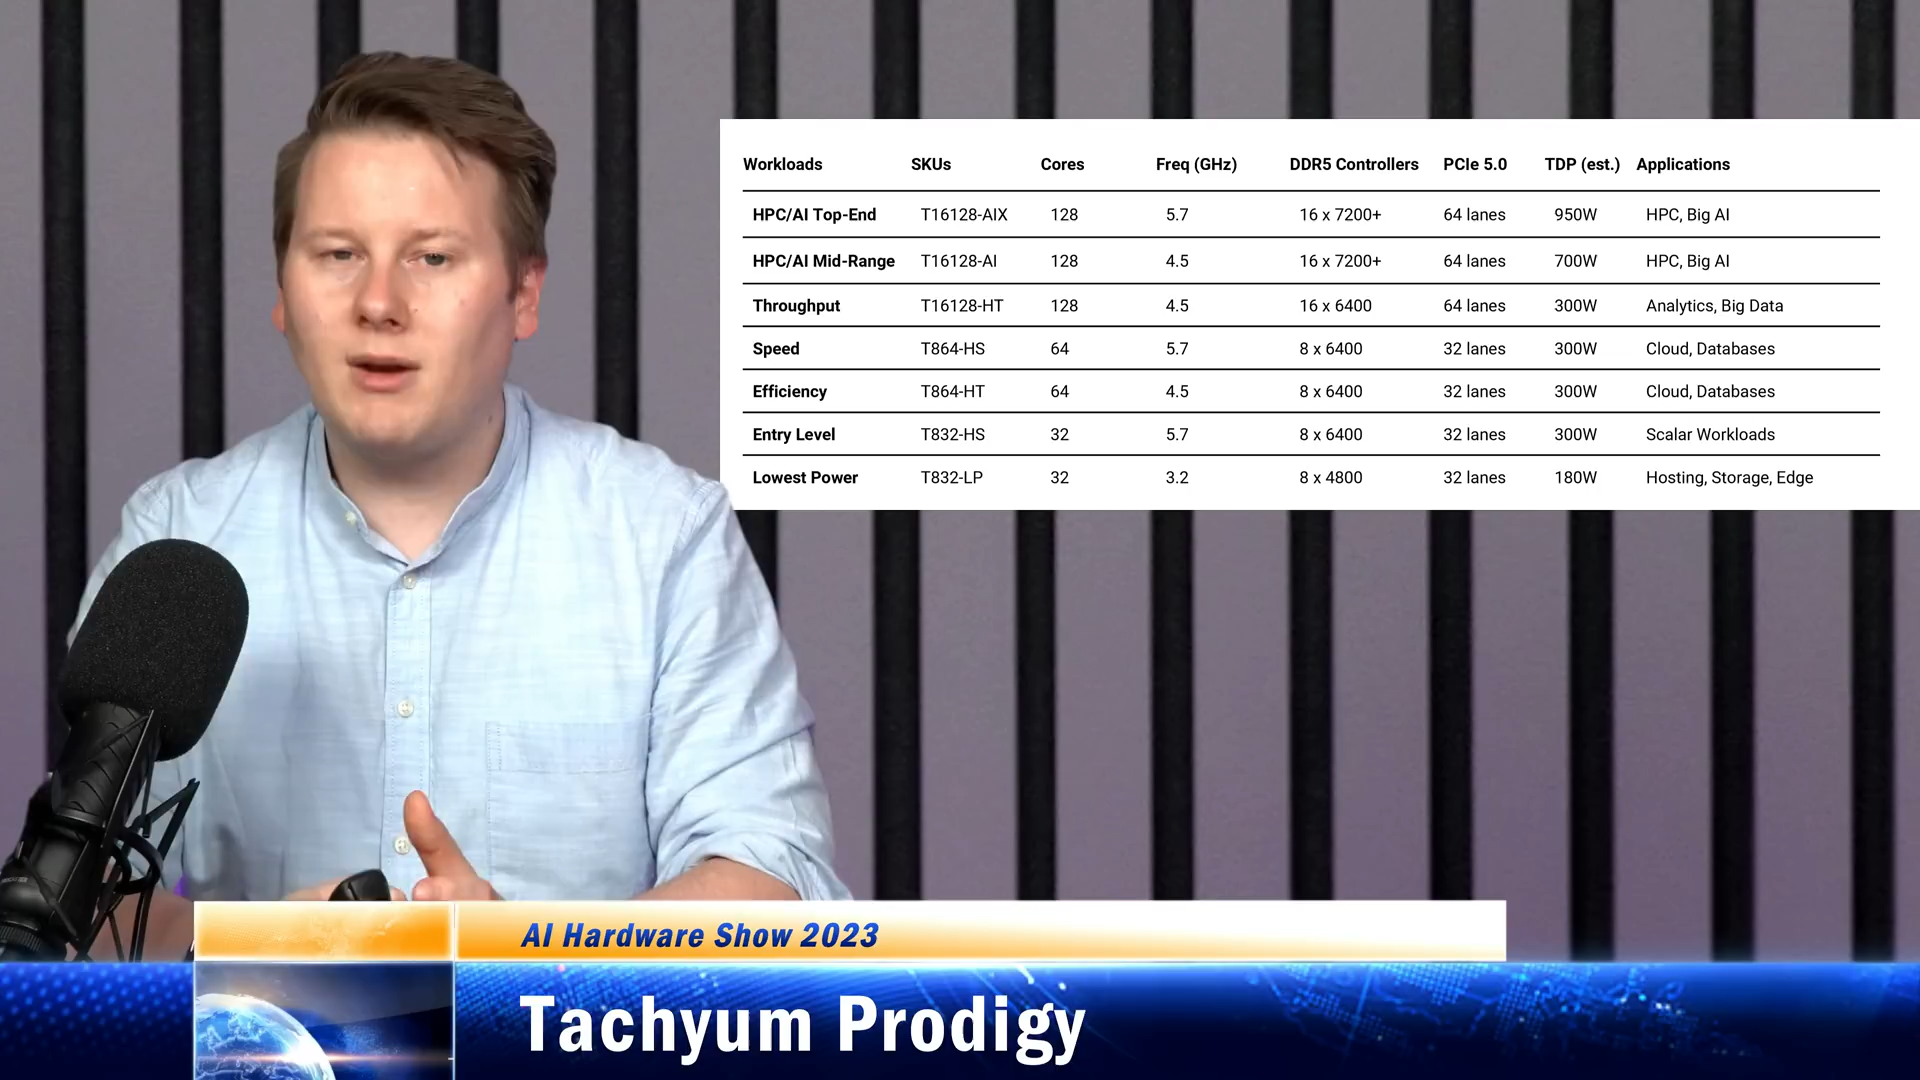 Workloads SKUs Cores Freq (GHz) DDR5 Controllers PCIe 5.0 TDP (est.) Applications
HPC/AI Top-End T16128-AIX 128 5.7 16 x 7200+ 64 lanes 950W HPC, Big AI
HPC/AI Mid-Range T16128-AI 128 4.5 16 x 7200+ 64 lanes 700W HPC, Big AI
Throughput T16128-HT 128 4.5 16 x 6400 64 lanes 300W Analytics, Big Data
Speed T864-HS 64 5.7 8 x 6400 32 lanes 300W Cloud, Databases
Efficiency T864-HT 64 4.5 8 x 6400 32 lanes 300W Cloud, Databases
Entry Level T832-HS 32 5.7 8 x 6400 32 lanes 300W Scalar Workloads
Lowest Power T832-LP 32 3.2 8 x 4800 32 lanes 180W Hosting, Storage, Edge
AI Hardware Show 2023
Tachyum Prodigy